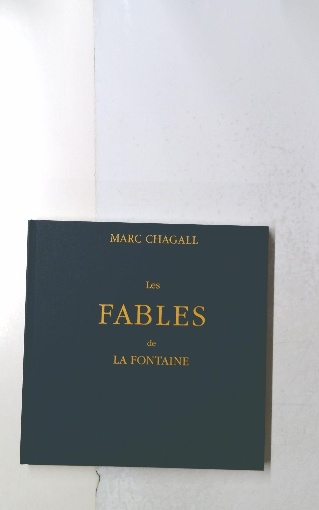 MARC CHAGALL
Les
FABLES
de
LA FONTAINE